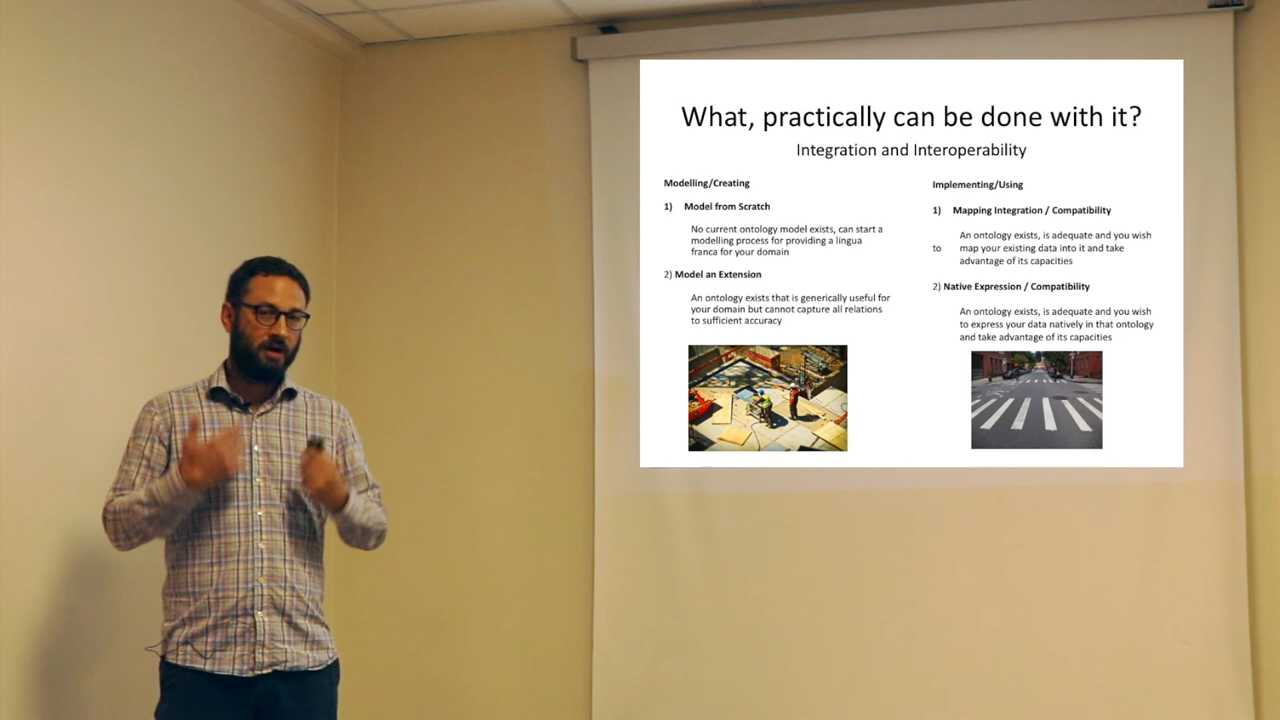 What, practically can be done with it?
Integration and Interoperability
Modelling/Creating
1) Model from Scratch
No current ontology model exists, can start a
modelling process for providing a lingua
franca for your domain
2) Model an Extension
An ontology exists that is generically useful for
your domain but cannot capture all relations
to sufficient accuracy
Implementing/Using
1) Mapping Integration / Compatibility
An ontology exists, is adequate and you wish
to map your existing data into it and take
advantage of its capacities
2) Native Expression / Compatibility
An ontology exists, is adequate and you wish
to express your data natively in that ontology
and take advantage of its capacities